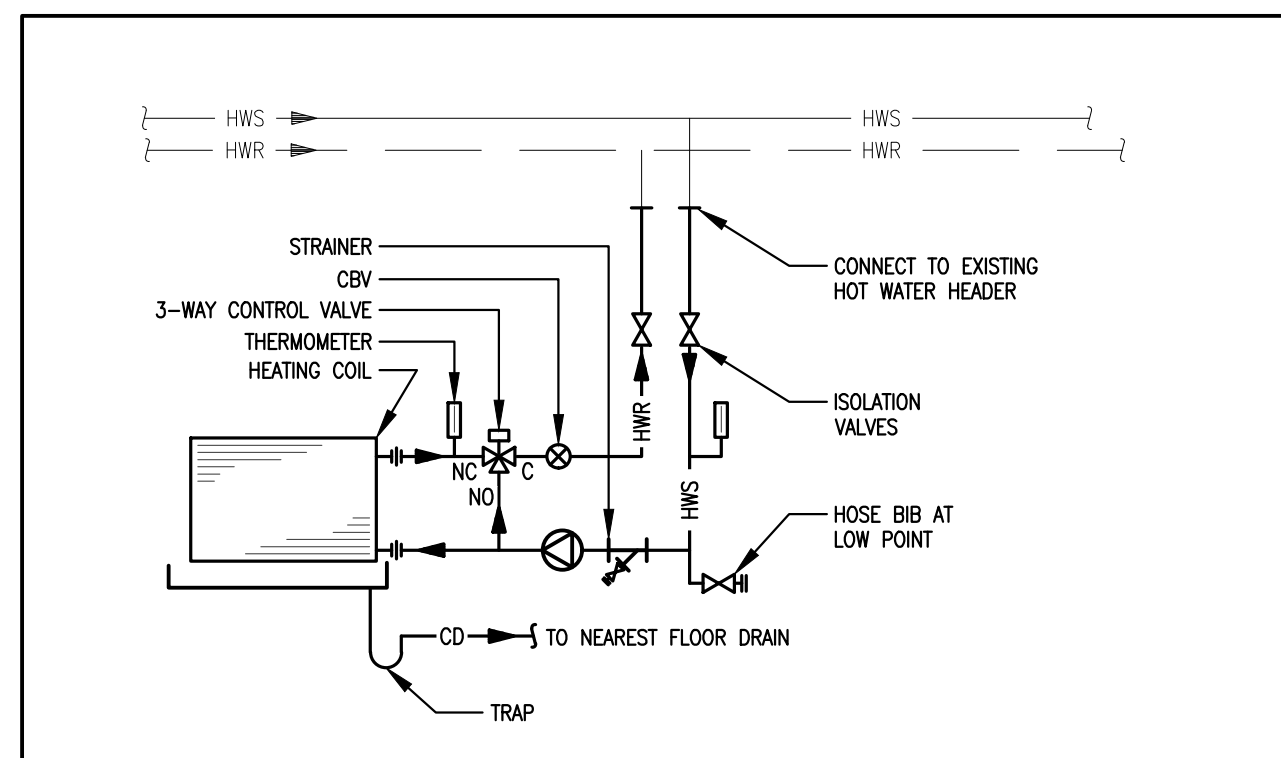 HWS HWS
HWR HWR
STRAINER
CBV
3-WAY CONTROL VALVE
THERMOMETER
HEATING COIL
CONNECT TO EXISTING
HOT WATER HEADER
ISOLATION
VALVES
HWR
NC C
NO
HWS
HOSE BIB AT
LOW POINT
CD TO NEAREST FLOOR DRAIN
TRAP